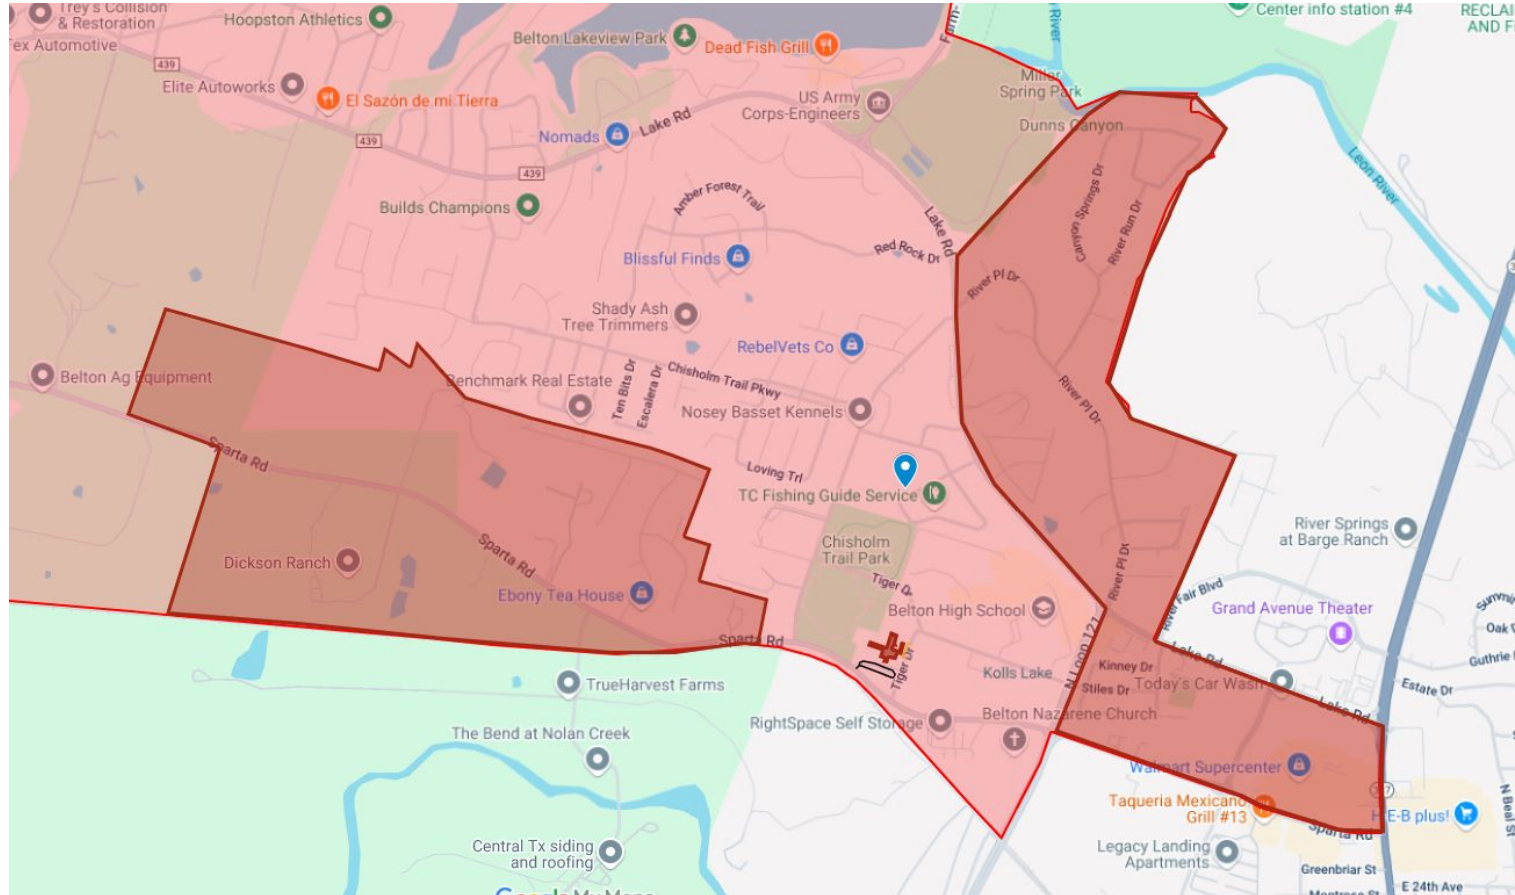 Trey's Collision
& Restoration
Hoopston Athletics
Center info station #4
Tex Automotive
439
Belton Lakeview Park
Dead Fish Grill
Farm-
River
Elite Autoworks
El Sazón de mi Tierra
US Army
Corps-Engineers
Miller
Spring Park
Dunns Canyon
Nomads
Lake Rd
439
439
Leon River
Builds Champions
Amber Forest Trail
Canyon Springs Dr
River Run Dr
Lake Rd
Red Rock Dr
Blissful Finds
River Pl Dr
Shady Ash
Tree Trimmers
RebelVets Co
Belton Ag Equipment
Benchmark Real Estate
Ten Bits Dr
Escalera Dr
Chisholm Trail Pkwy
Nosey Basset Kennels
River Pl Dr
Sparta Rd
Loving Trl
TC Fishing Guide Service
River Springs
at Barge Ranch
Chisholm
Trail Park
Sparta Rd
Dickson Ranch
River Pl Dr
Tiger Dr
Ebony Tea House
Belton High School
River Fair Blvd
Grand Avenue Theater
Oak
Guthrie
Sparta Rd
N Loop 121
Lake Rd
Kinney Dr
Tiger Dr
Kolls Lake
TrueHarvest Farms
Stiles Dr
Today's Car Wash
Estate Dr
Lake Rd
RightSpace Self Storage
Belton Nazarene Church
The Bend at Nolan Creek
Walmart Supercenter
Taqueria Mexicano
Grill #13
H-E-B plus!
N Beal St
Sparta Rd
Central Tx siding
and roofing
Legacy Landing
Apartments
Greenbriar St
E 24th Ave